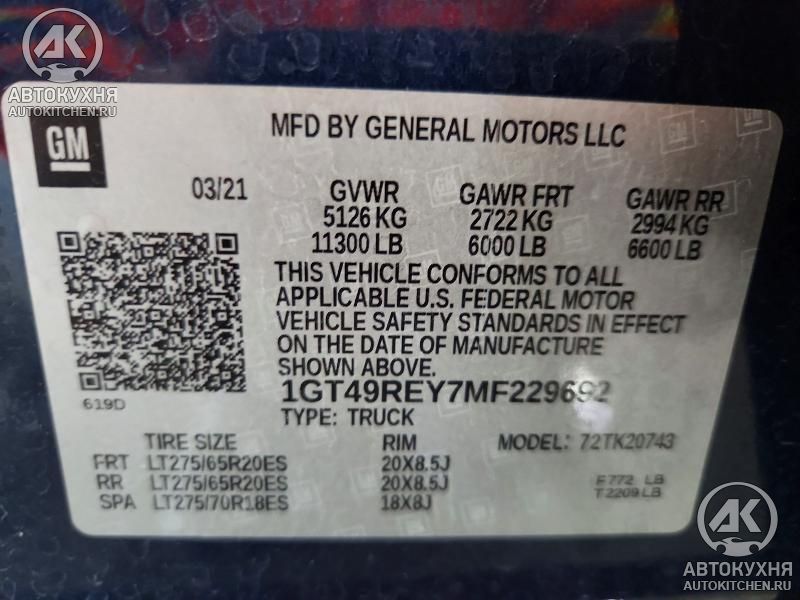 АВТОКУХНЯ
AUTOKITCHEN.RU
GM
MFD BY GENERAL MOTORS LLC
03/21 GVWR GAWR FRT GAWR RR
5126 KG 2722 KG 2994 KG
11300 LB 6000 LB 6600 LB
THIS VEHICLE CONFORMS TO ALL
APPLICABLE U.S. FEDERAL MOTOR
VEHICLE SAFETY STANDARDS IN EFFECT
ON THE DATE OF MANUFACTURE
SHOWN ABOVE.
1GT49REY7MF229692
619D TYPE: TRUCK
TIRE SIZE RIM MODEL: 72TK20743
FRT LT275/65R20ES 20X8.5J
RR LT275/65R20ES 20X8.5J F 772 LB
SPA LT275/70R18ES 18X8J T 2209 LB
АВТОКУХНЯ
AUTOKITCHEN.RU